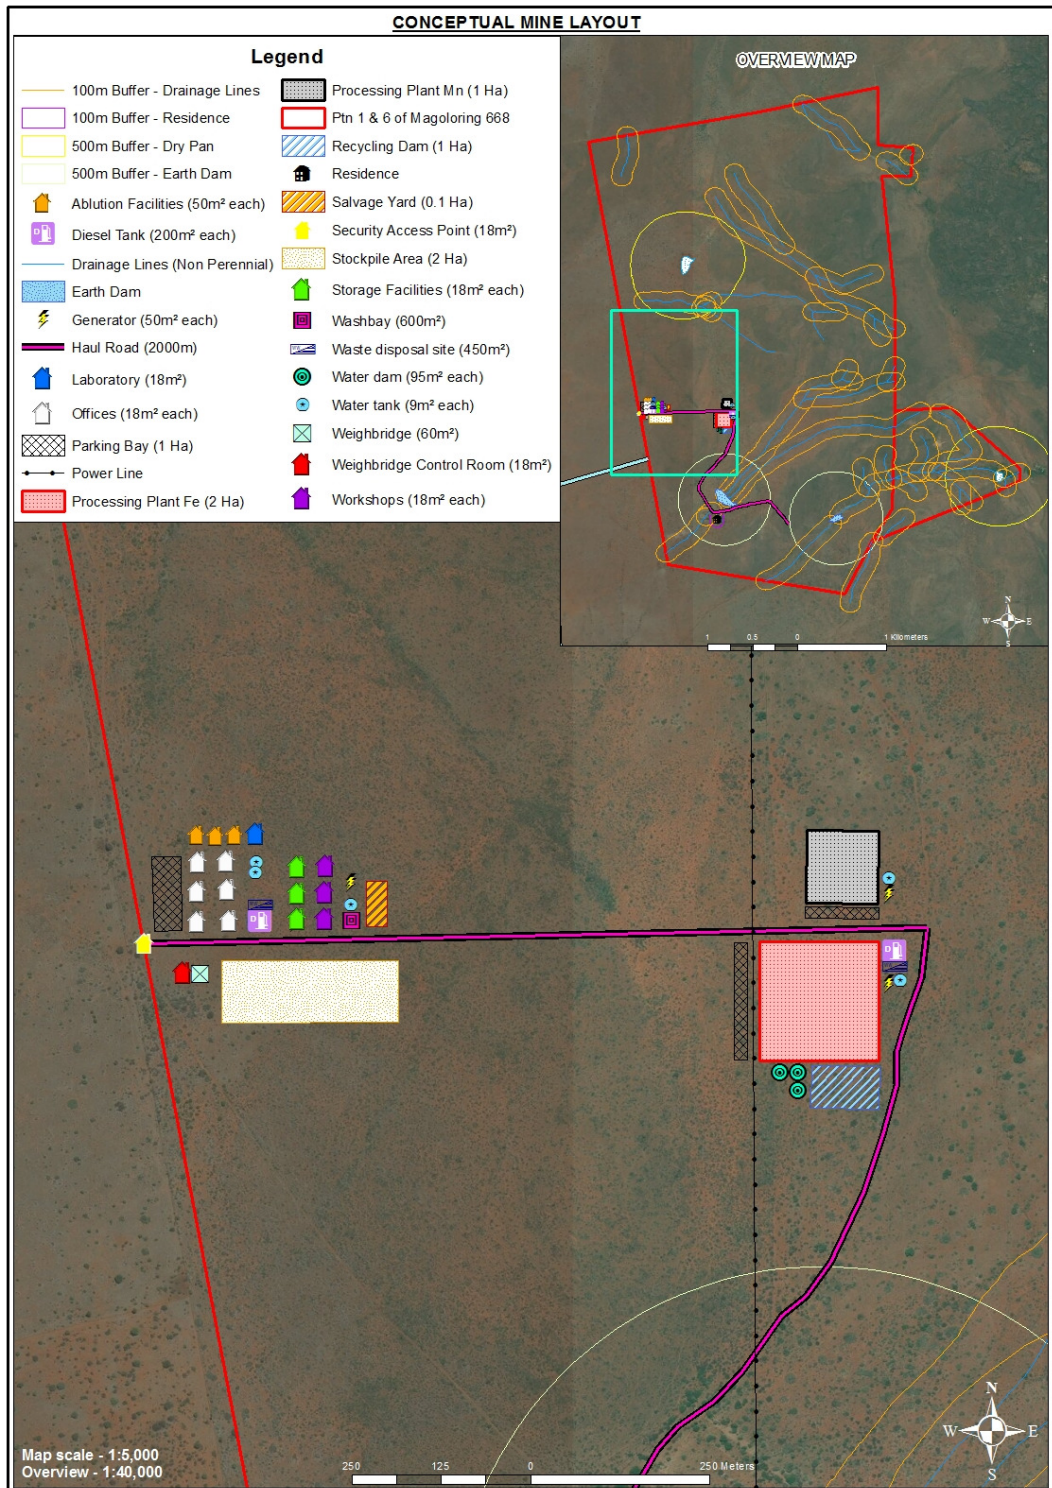 CONCEPTUAL MINE LAYOUT
Legend
100m Buffer - Drainage Lines
100m Buffer - Residence
500m Buffer - Dry Pan
500m Buffer - Earth Dam
Ablution Facilities (50m² each)
D
Diesel Tank (200m² each)
Drainage Lines (Non Perennial)
Earth Dam
Generator (50m² each)
Haul Road (2000m)
Laboratory (18m²)
Offices (18m² each)
Parking Bay (1 Ha)
Power Line
Processing Plant Fe (2 Ha)
Processing Plant Mn (1 Ha)
Ptn 1 & 6 of Magoloring 668
Recycling Dam (1 Ha)
Residence
Salvage Yard (0.1 Ha)
Security Access Point (18m²)
Stockpile Area (2 Ha)
Storage Facilities (18m² each)
Washbay (600m²)
Waste disposal site (450m²)
Water dam (95m² each)
Water tank (9m² each)
Weighbridge (60m²)
Weighbridge Control Room (18m²)
Workshops (18m² each)
OVERVIEW MAP
N
W E
S
1 0.5 0 1 Kilometers
D
D
N
W E
S
Map scale - 1:5,000
Overview - 1:40,000
250 125 0 250 Meters